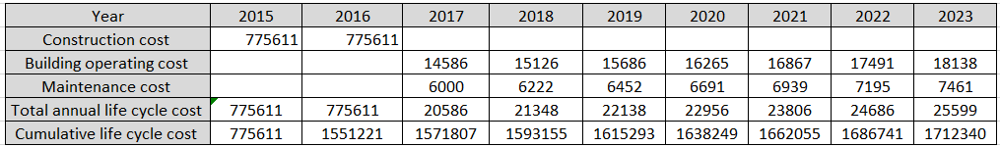 Year 2015 2016 2017 2018 2019 2020 2021 2022 2023
Construction cost 775611 775611
Building operating cost 14586 15126 15686 16265 16867 17491 18138
Maintenance cost 6000 6222 6452 6691 6939 7195 7461
Total annual life cycle cost 775611 775611 20586 21348 22138 22956 23806 24686 25599
Cumulative life cycle cost 775611 1551221 1571807 1593155 1615293 1638249 1662055 1686741 1712340